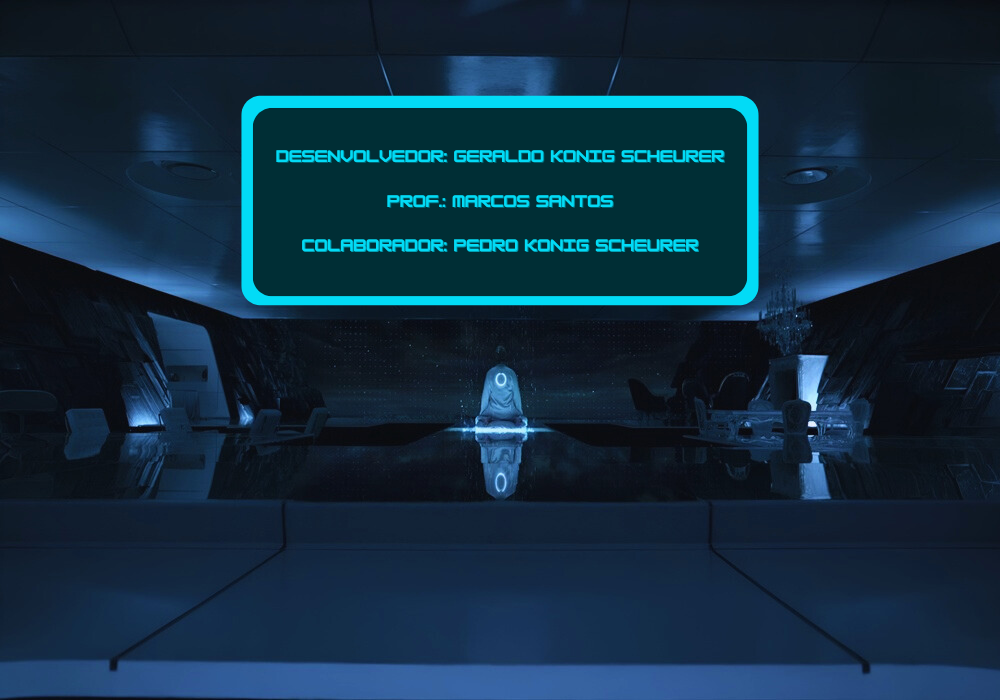 DESENVOLVEDOR: GERALDO KONIG SCHEURER
PROF.: MARCOS SANTOS
COLABORADOR: PEDRO KONIG SCHEURER